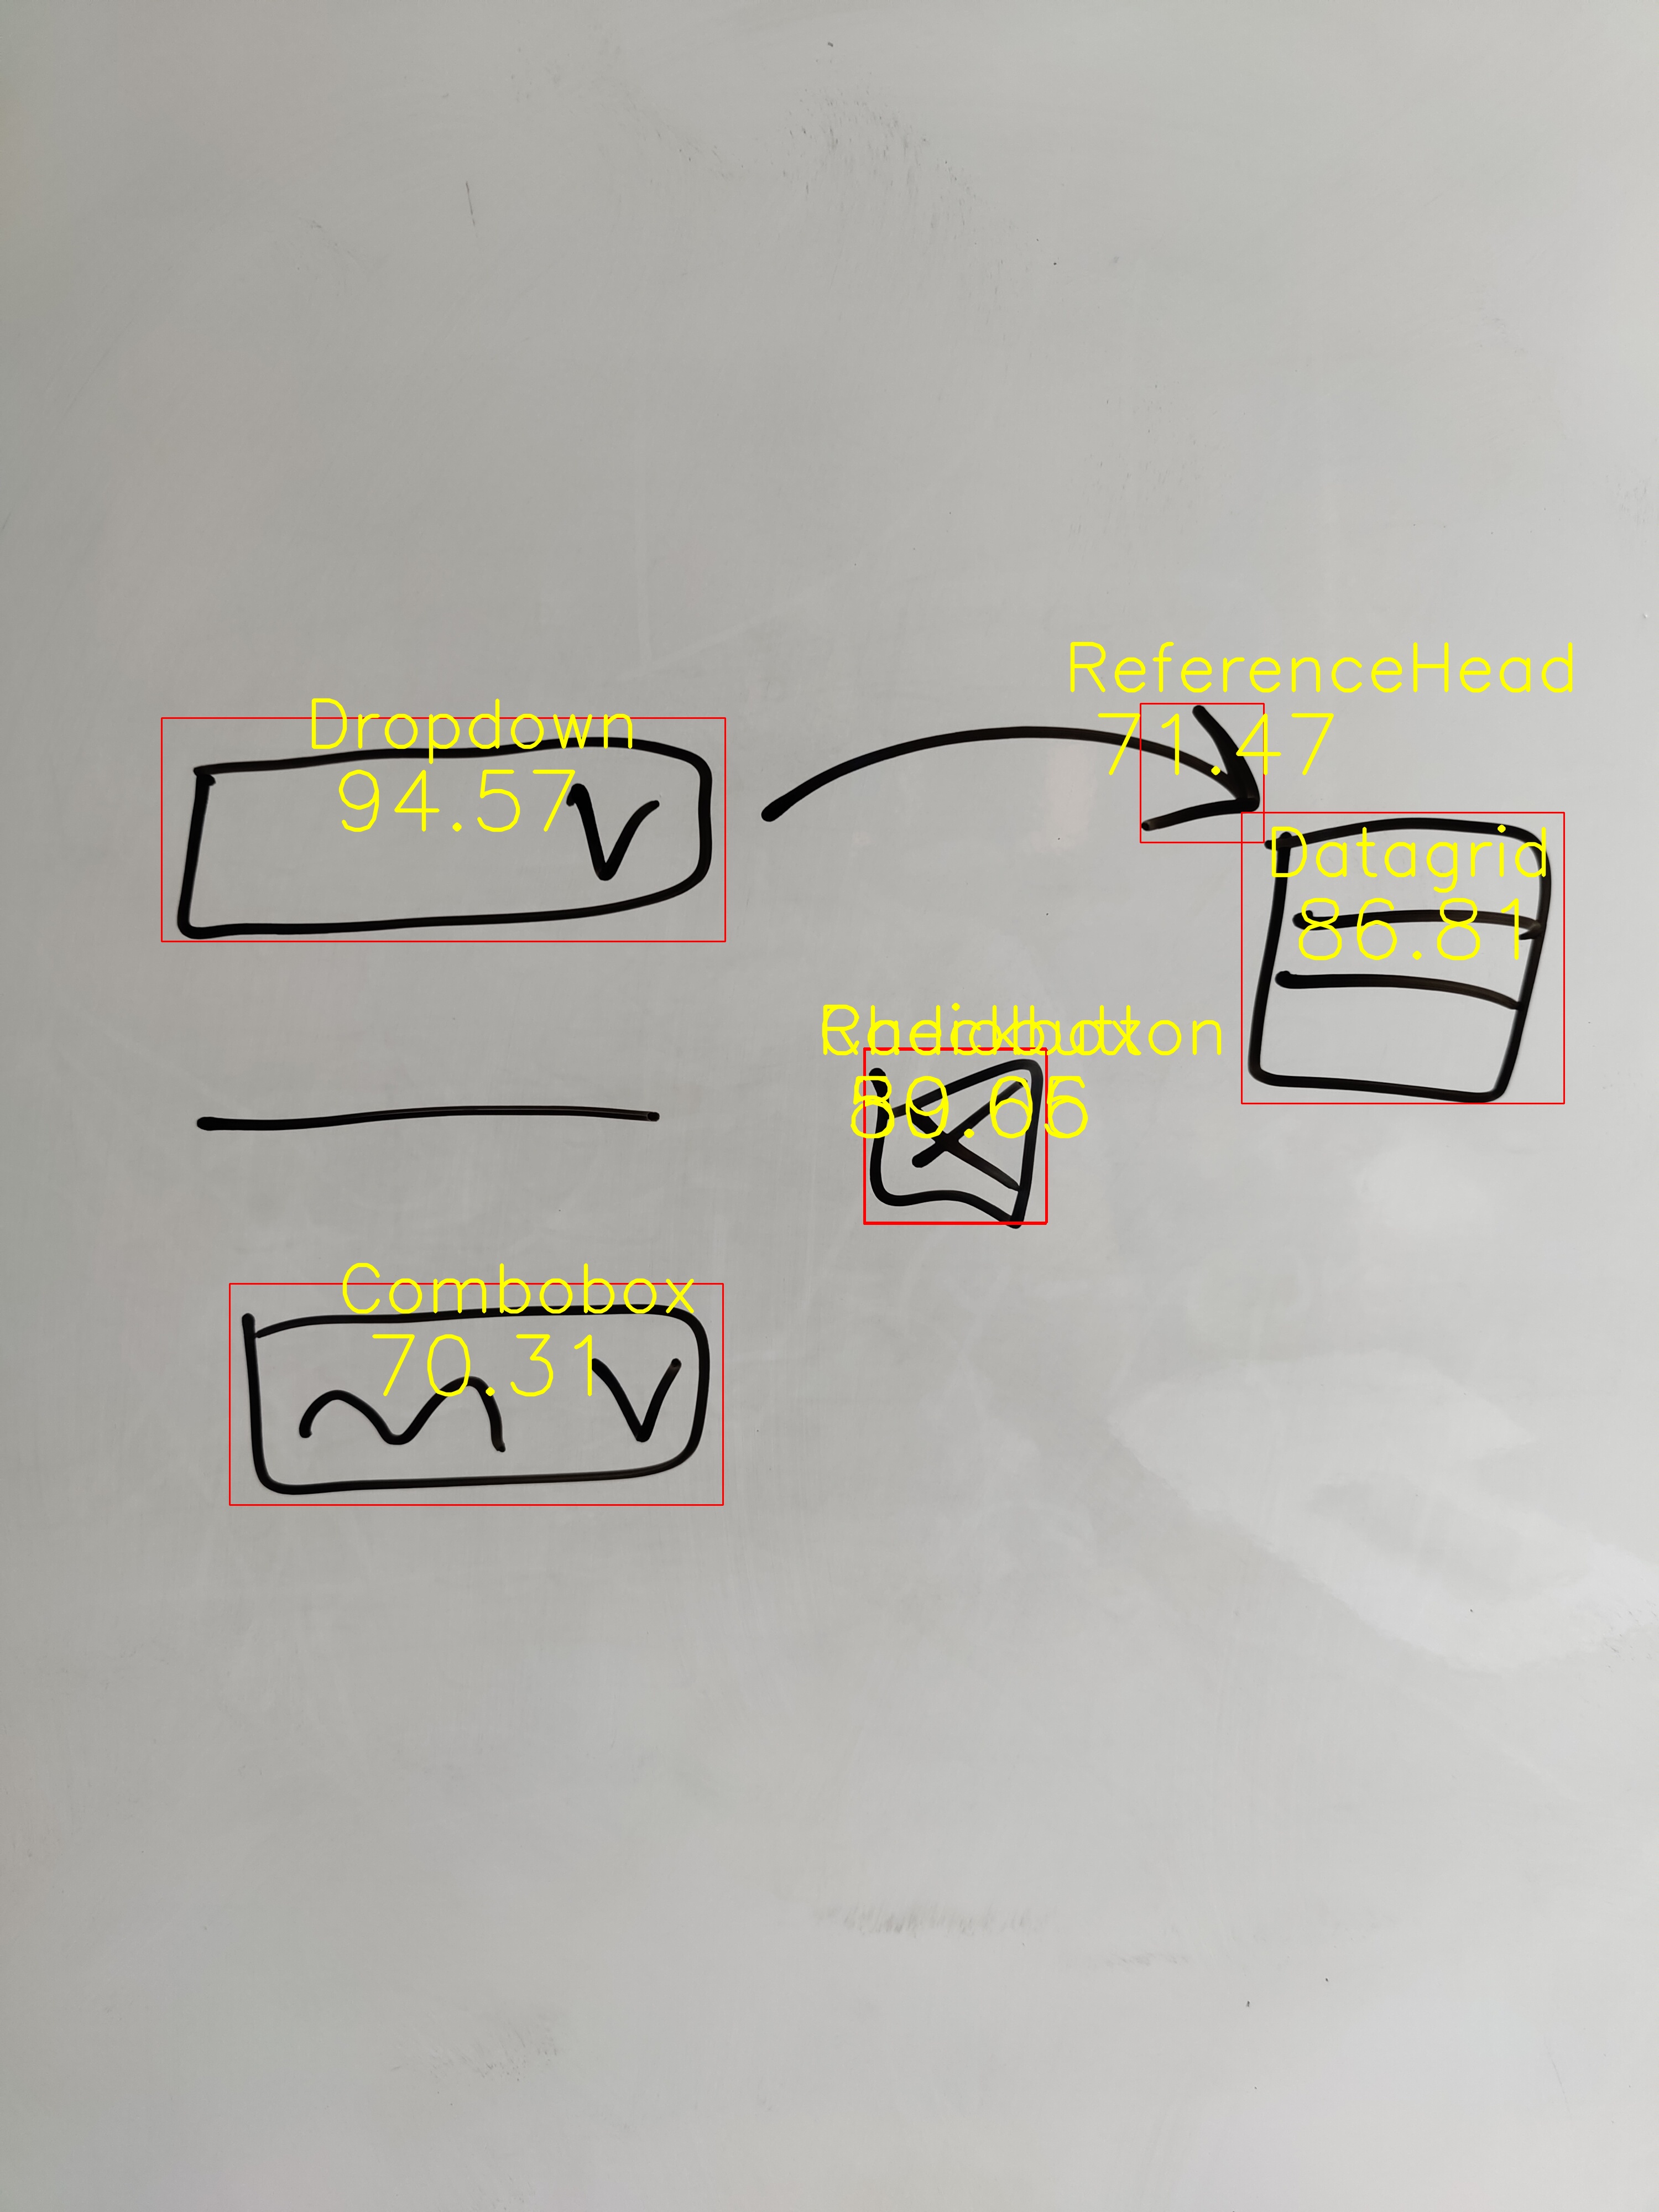 ReferenceHead
71.47
Dropdown
94.57
Datagrid
86.81
Combobox
70.31